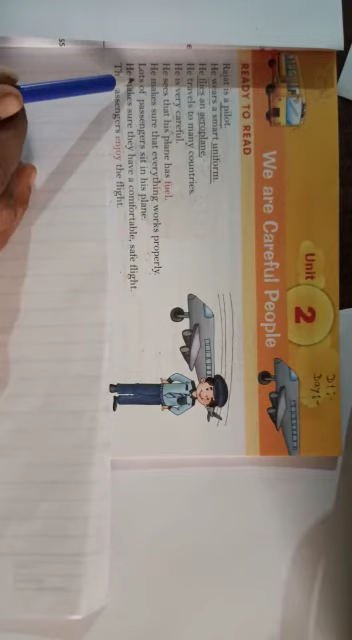 Unit
2
Dt:-
Day:-
We are Careful People
READY TO READ
Rajat is a pilot.
He wears a smart uniform.
He flies an aeroplane.
He travels to many countries.
He is very careful.
He sees that his plane has fuel.
He makes sure that everything works properly.
Lots of passengers sit in his plane.
He makes sure they have a comfortable, safe flight.
passengers enjoy the flight.
55